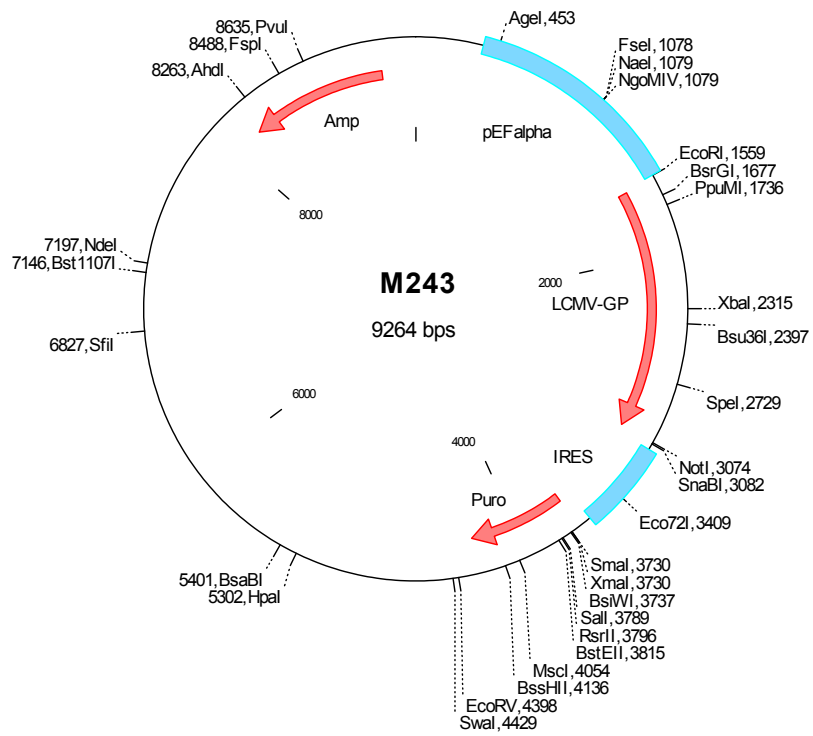 8635,PvuI
8488,FspI
8263,AhdI
AgeI,453
FseI,1078
NaeI,1079
NgoMIV,1079
Amp
pEFalpha
EcoRI,1559
BsrGI,1677
PpuMI,1736
8000
7197,NdeI
7146,Bst1107I
M243
9264 bps
2000
LCMV-GP
XbaI,2315
Bsu36I,2397
6827,SfiI
6000
SpeI,2729
4000
IRES
NotI,3074
SnaBI,3082
Puro
Eco72I,3409
5401,BsaBI
5302,HpaI
SmaI,3730
XmaI,3730
BsiWI,3737
SalI,3789
RsrII,3796
BstEII,3815
MscI,4054
BssHII,4136
EcoRV,4398
SwaI,4429